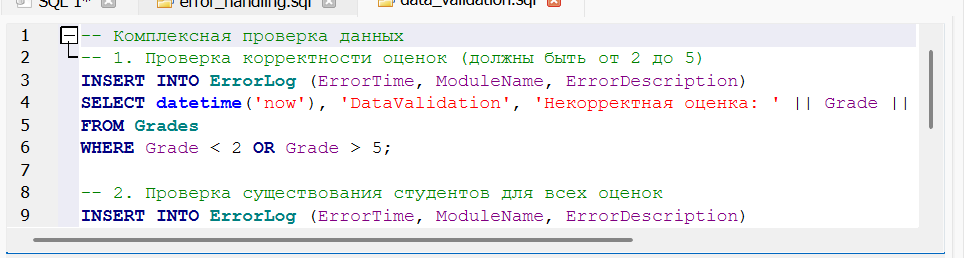 SQL 1* error_handling.sql data_validation.sql
1 -- Комплексная проверка данных
2 -- 1. Проверка корректности оценок (должны быть от 2 до 5)
3 INSERT INTO ErrorLog (ErrorTime, ModuleName, ErrorDescription)
4 SELECT datetime('now'), 'DataValidation', 'Некорректная оценка: ' || Grade ||
5 FROM Grades
6 WHERE Grade < 2 OR Grade > 5;
7
8 -- 2. Проверка существования студентов для всех оценок
9 INSERT INTO ErrorLog (ErrorTime, ModuleName, ErrorDescription)